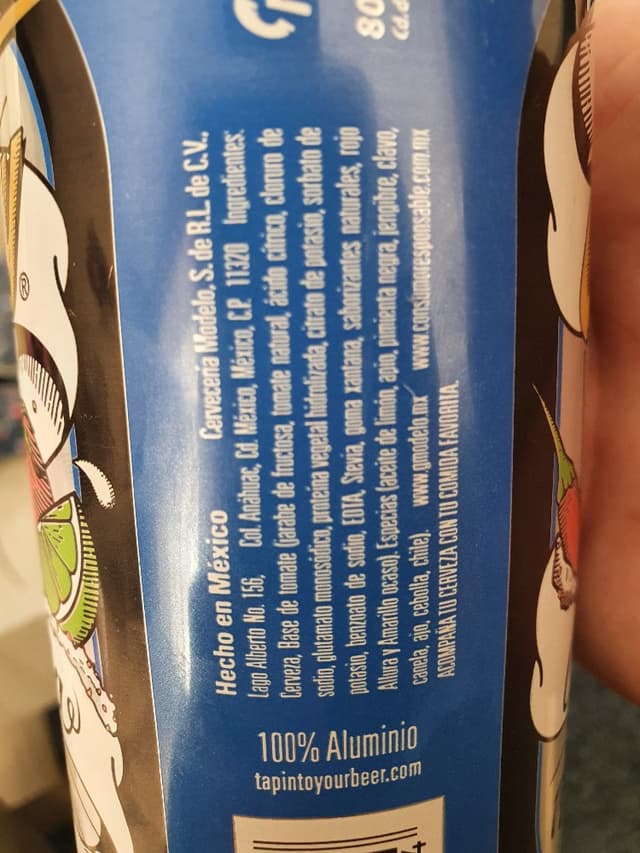 Hecho en México Cervecería Modelo, S. de R.L. de C.V.,
Lago Alberto No. 156, Col. Anáhuac, Cd. México, México, C.P. 11320 Ingredientes:
Cerveza, Base de tomate (jarabe de fructosa, tomate natural, ácido cítrico, cloruro de
sodio, glutamato monosódico, proteína vegetal hidrolizada, citrato de potasio, sorbato de
potasio, benzoato de sodio, EDTA, Stevia, goma xantana, saborizantes naturales, rojo
Allura y Amarillo ocaso). Especias (aceite de limón, apio, pimienta negra, jengibre, clavo,
canela, ajo, cebolla, chile). www.gmodelo.mx www.consumoresponsable.com.mx
ACOMPAÑA TU CERVEZA CON TU COMIDA FAVORITA.
100% Aluminio
tapintoyourbeer.com
®
80